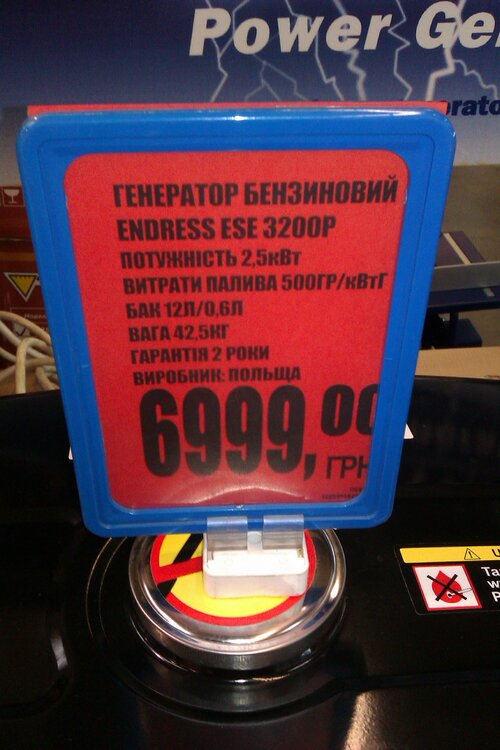 Power Ge
orato
ГЕНЕРАТОР БЕНЗИНОВИЙ
ENDRESS ESE 3200P
ПОТУЖНІСТЬ 2,5кВт
ВИТРАТИ ПАЛИВА 500ГР/кВтГ
БАК 12Л/0,6Л
ВАГА 42,5КГ
ГАРАНТІЯ 2 РОКИ
ВИРОБНИК: ПОЛЬЩА
6999,00
ГРН